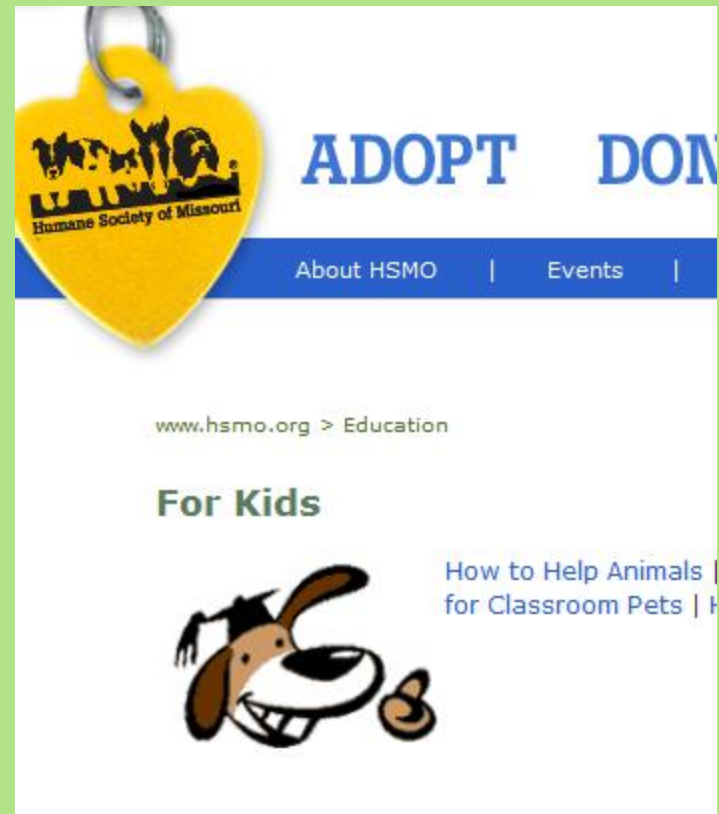 Humane Society of Missouri
ADOPT DON
About HSMO | Events |
www.hsmo.org > Education
For Kids
How to Help Animals |
for Classroom Pets | H